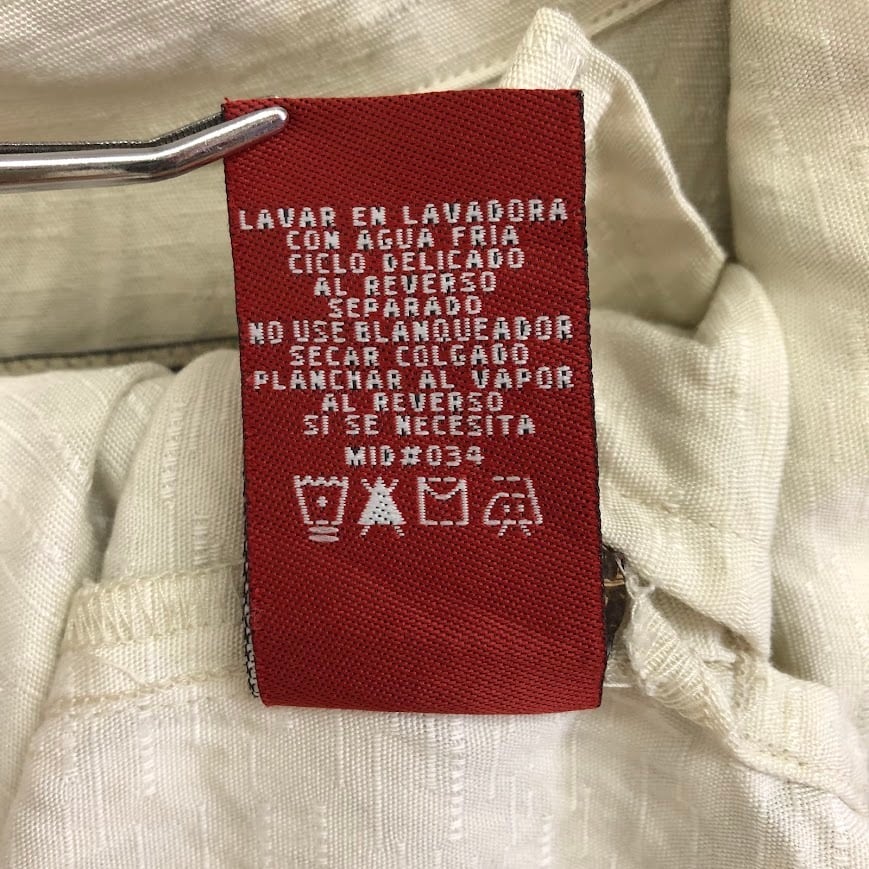 LAVAR EN LAVADORA
CON AGUA FRIA
CICLO DELICADO
AL REVERSO
SEPARADO
NO USE BLANQUEADOR
SECAR COLGADO
PLANCHAR AL VAPOR
AL REVERSO
SI SE NECESITA
MID#034